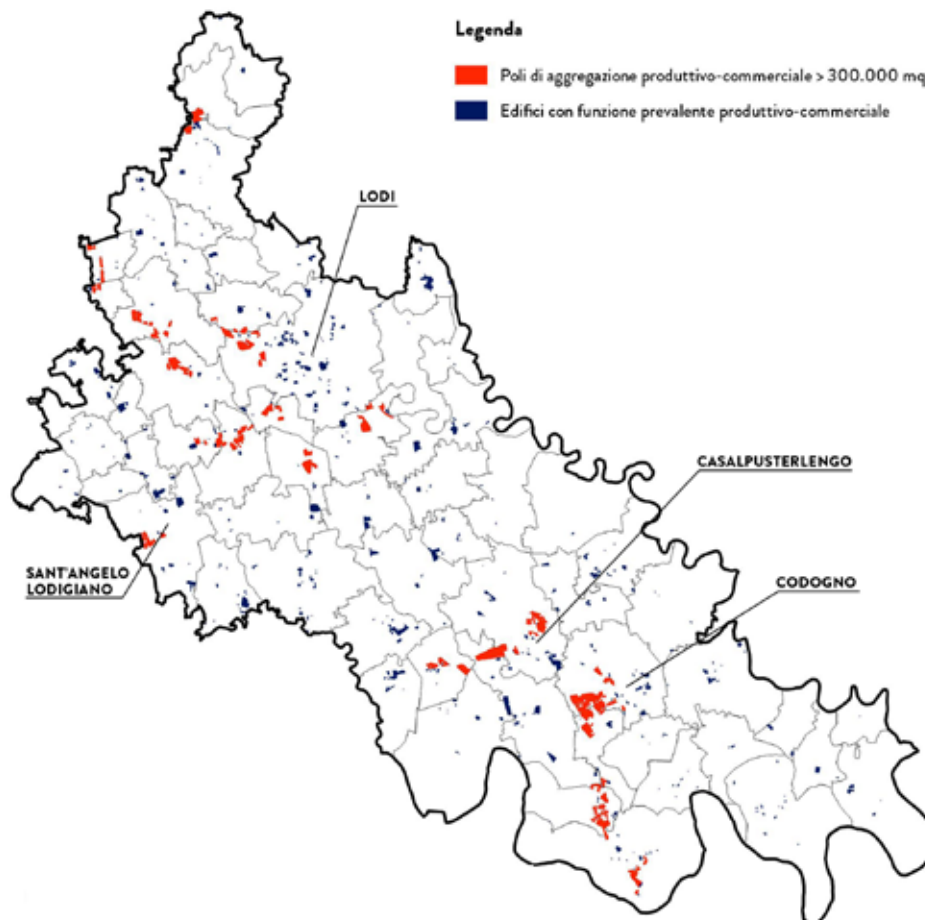 Legenda
Poli di aggregazione produttivo-commerciale > 300.000 mq
Edifici con funzione prevalente produttivo-commerciale
LODI
CASALPUSTERLENGO
SANT'ANGELO
LODIGIANO
CODOGNO